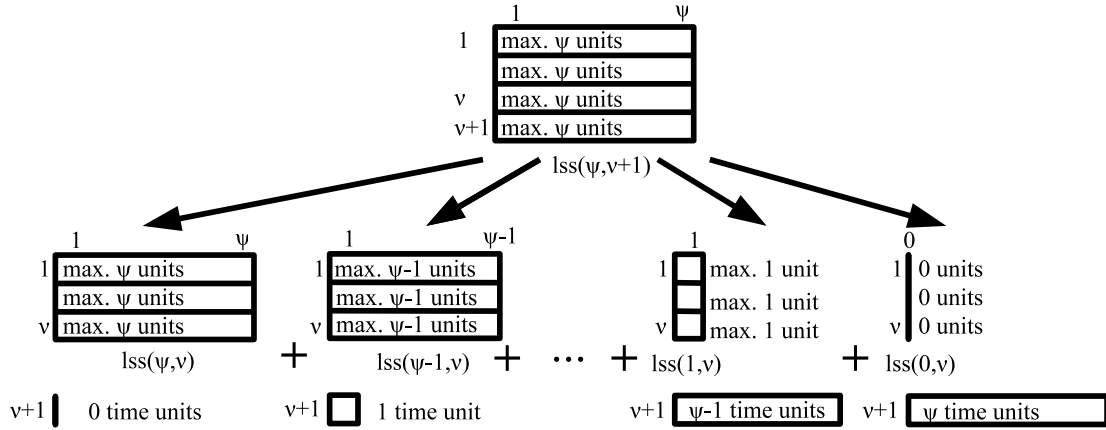 1 ψ
1 max. ψ units
max. ψ units
ν max. ψ units
ν+1 max. ψ units
lss(ψ,ν+1)
1 ψ 1 ψ-1 1 0
1 max. ψ units 1 max. ψ-1 units 1 max. 1 unit 1 0 units
max. ψ units max. ψ-1 units max. 1 unit 0 units
ν max. ψ units ν max. ψ-1 units ν max. 1 unit ν 0 units
lss(ψ,ν) + lss(ψ-1,ν) + ... + lss(1,ν) + lss(0,ν)
ν+1 0 time units ν+1 1 time unit ν+1 ψ-1 time units ν+1 ψ time units